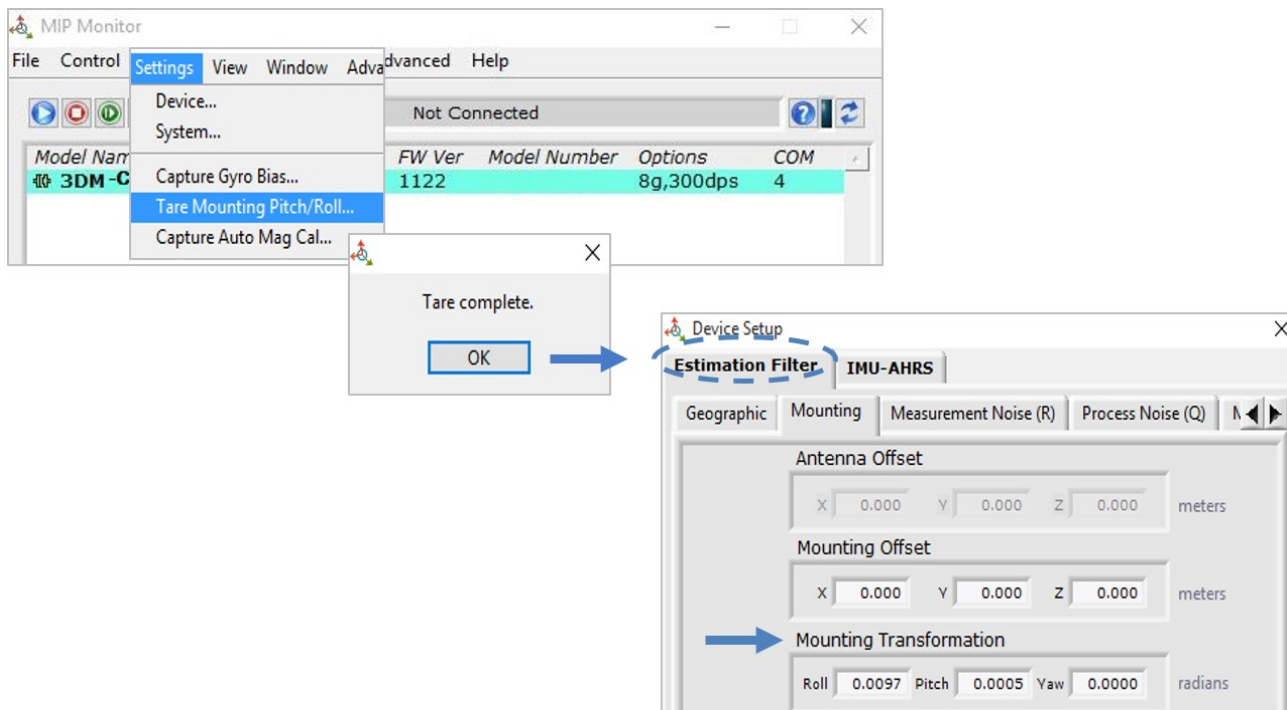 MIP Monitor
File Control Settings View Window Adva dvanced Help
Device...
System...
Capture Gyro Bias...
Tare Mounting Pitch/Roll...
Capture Auto Mag Cal...
Not Connected
Model Nam FW Ver Model Number Options COM
3DM-C 1122 8g,300dps 4
Tare complete.
OK
Device Setup
Estimation Filter IMU-AHRS
Geographic Mounting Measurement Noise (R) Process Noise (Q)
Antenna Offset
X 0.000 Y 0.000 Z 0.000 meters
Mounting Offset
X 0.000 Y 0.000 Z 0.000 meters
Mounting Transformation
Roll 0.0097 Pitch 0.0005 Yaw 0.0000 radians